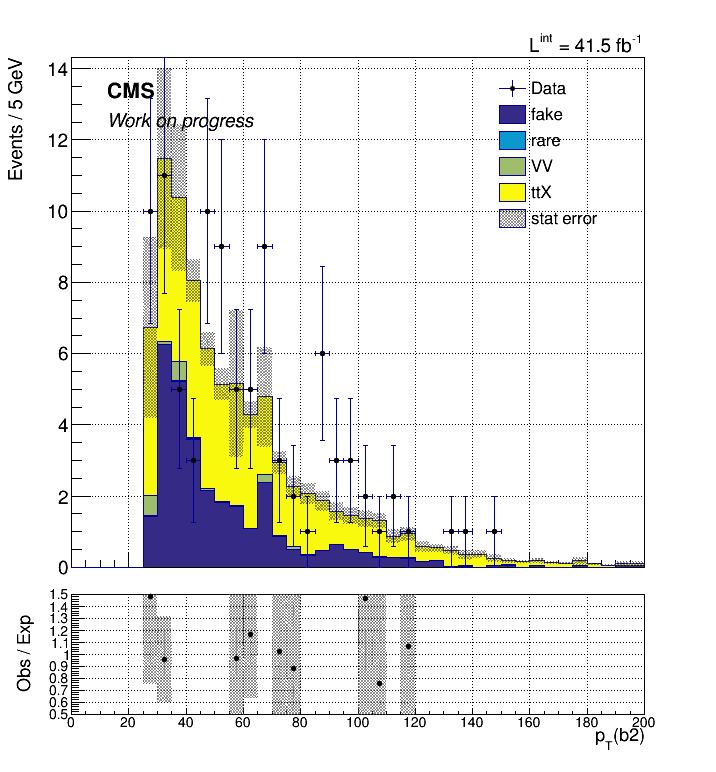 L^int = 41.5 fb^-1
Events / 5 GeV
14
12
10
8
6
4
2
0
CMS
Work on progress
Data
fake
rare
VV
ttX
stat error
Obs / Exp
1.5
1.4
1.3
1.2
1.1
1
0.9
0.8
0.7
0.6
0.5
0 20 40 60 80 100 120 140 160 180 200
p_T(b2)